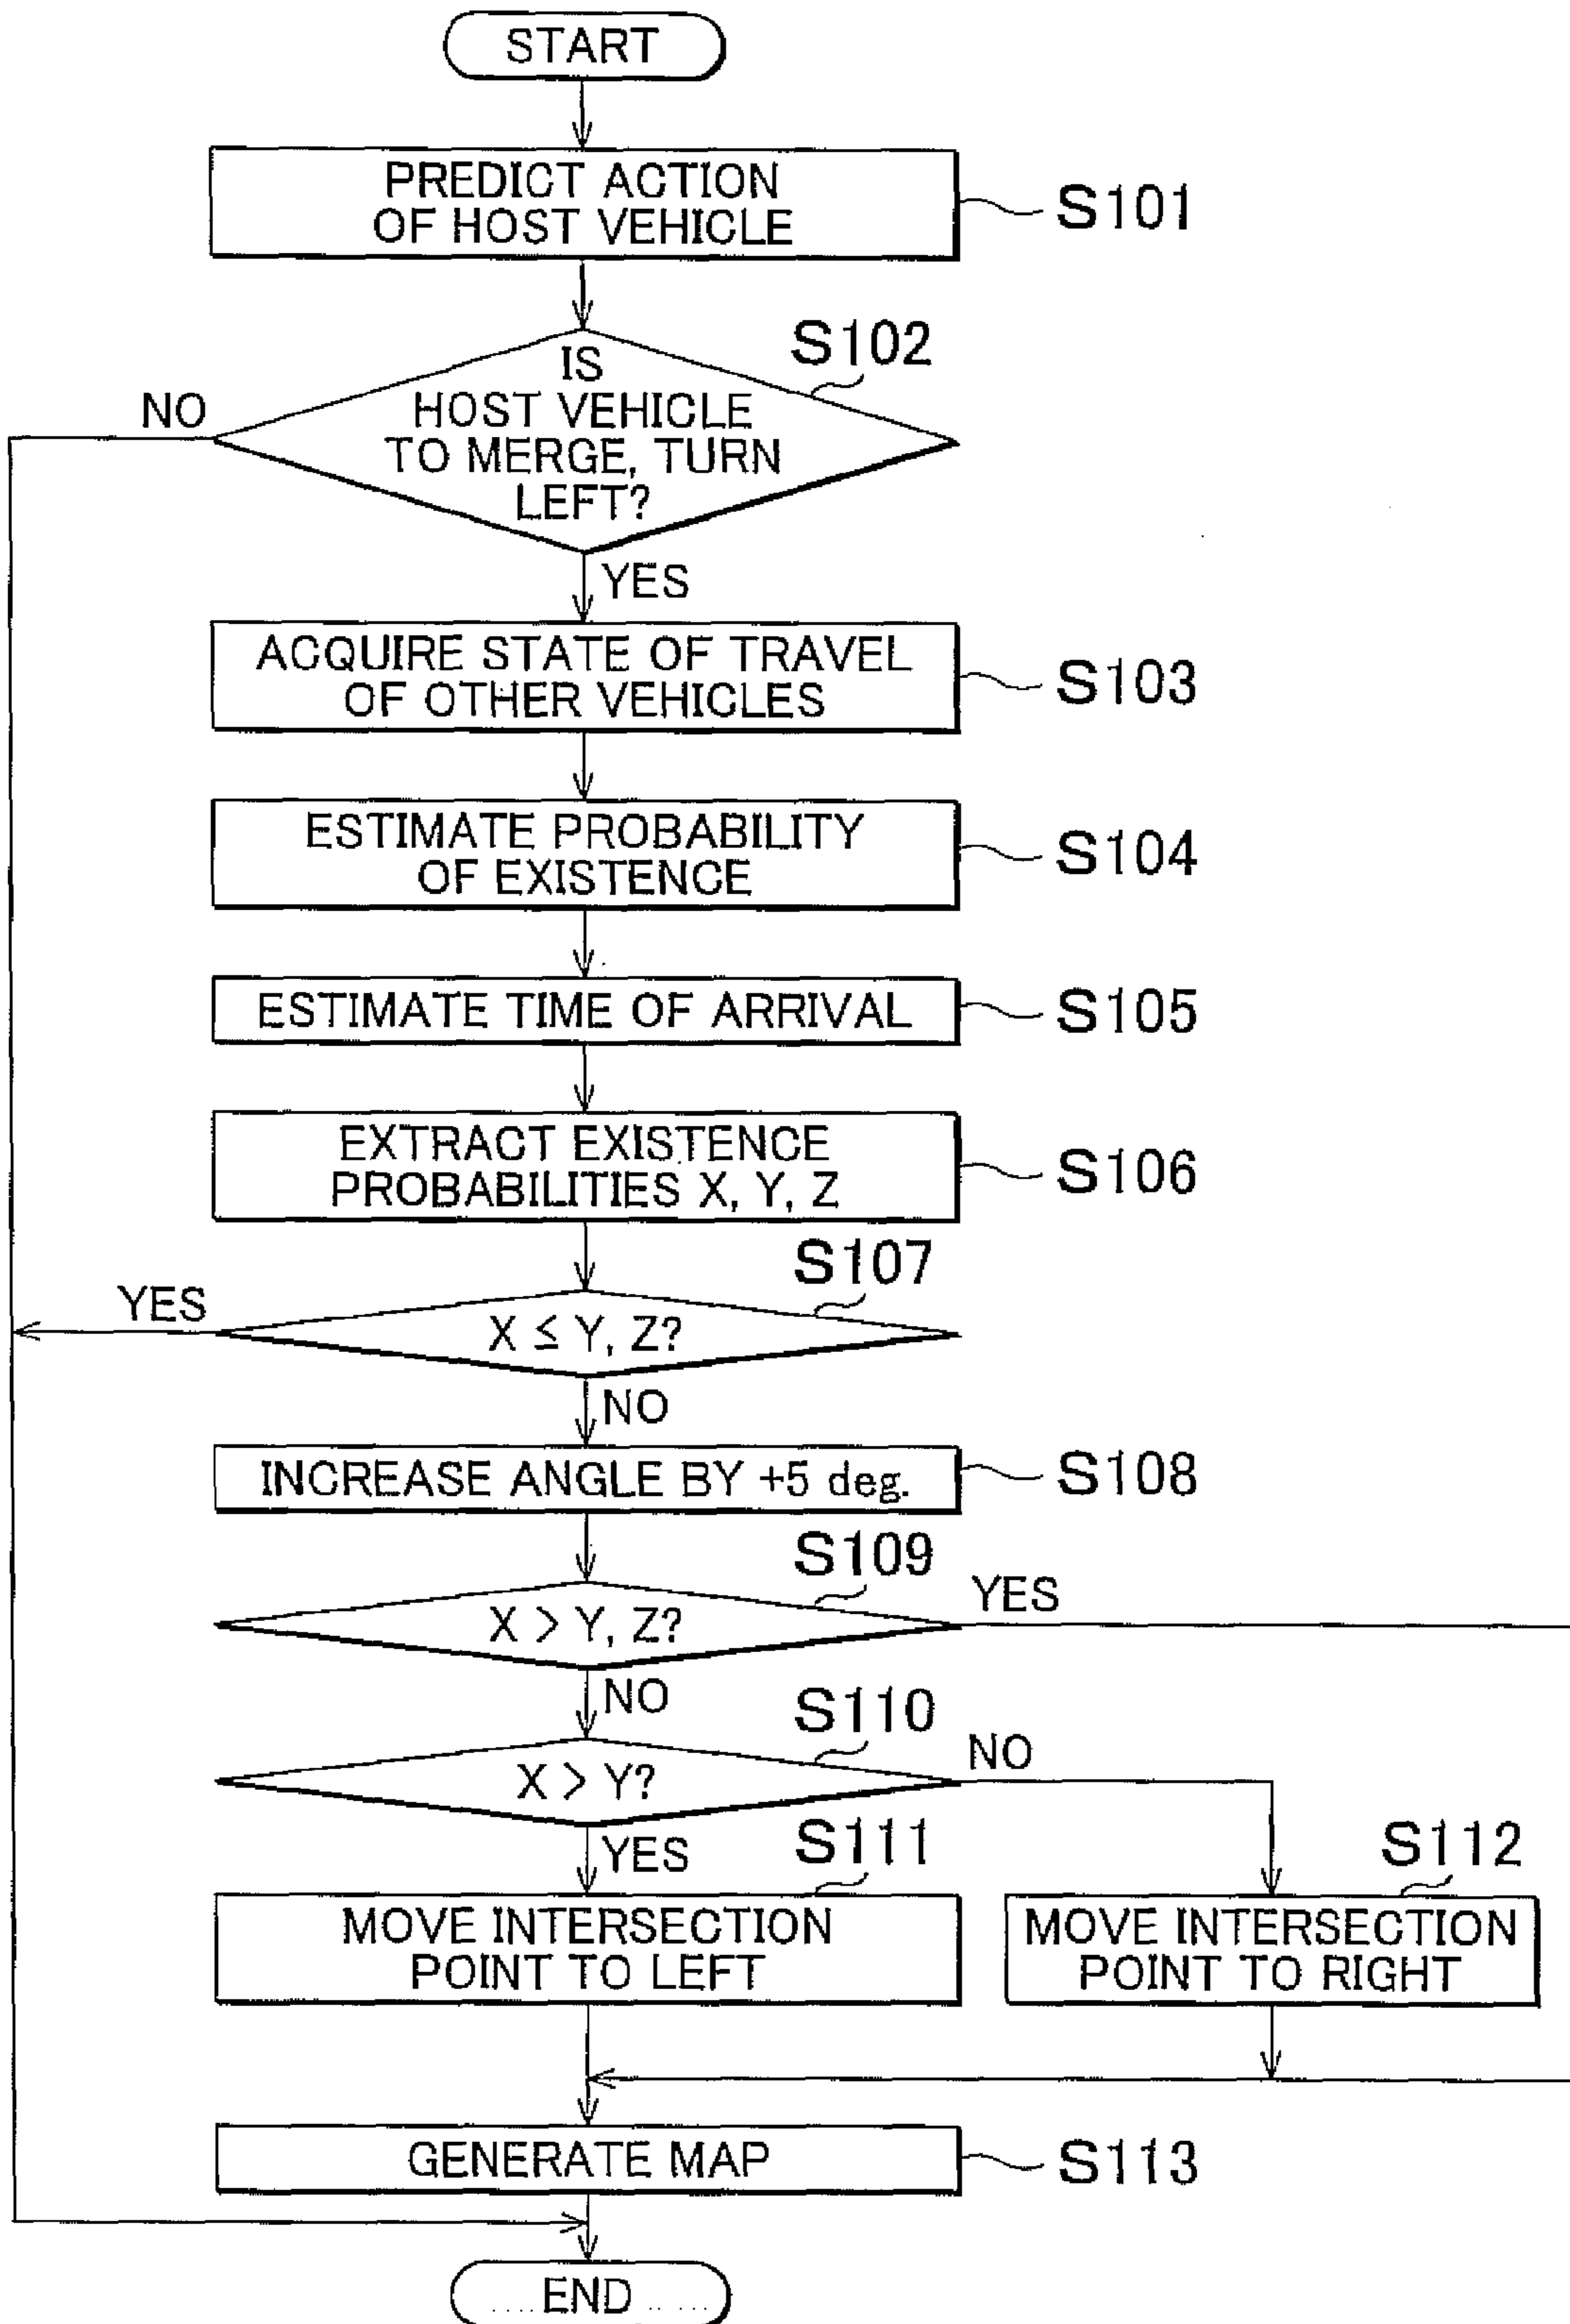 START
PREDICT ACTION
OF HOST VEHICLE
S101
S102
IS
HOST VEHICLE
TO MERGE, TURN
LEFT?
NO
YES
ACQUIRE STATE OF TRAVEL
OF OTHER VEHICLES
S103
ESTIMATE PROBABILITY
OF EXISTENCE
S104
ESTIMATE TIME OF ARRIVAL
S105
EXTRACT EXISTENCE
PROBABILITIES X, Y, Z
S106
S107
YES
X ≤ Y, Z?
NO
INCREASE ANGLE BY +5 deg.
S108
S109
YES
X > Y, Z?
NO
S110
NO
X > Y?
YES
S111
S112
MOVE INTERSECTION
POINT TO LEFT
MOVE INTERSECTION
POINT TO RIGHT
GENERATE MAP
S113
END